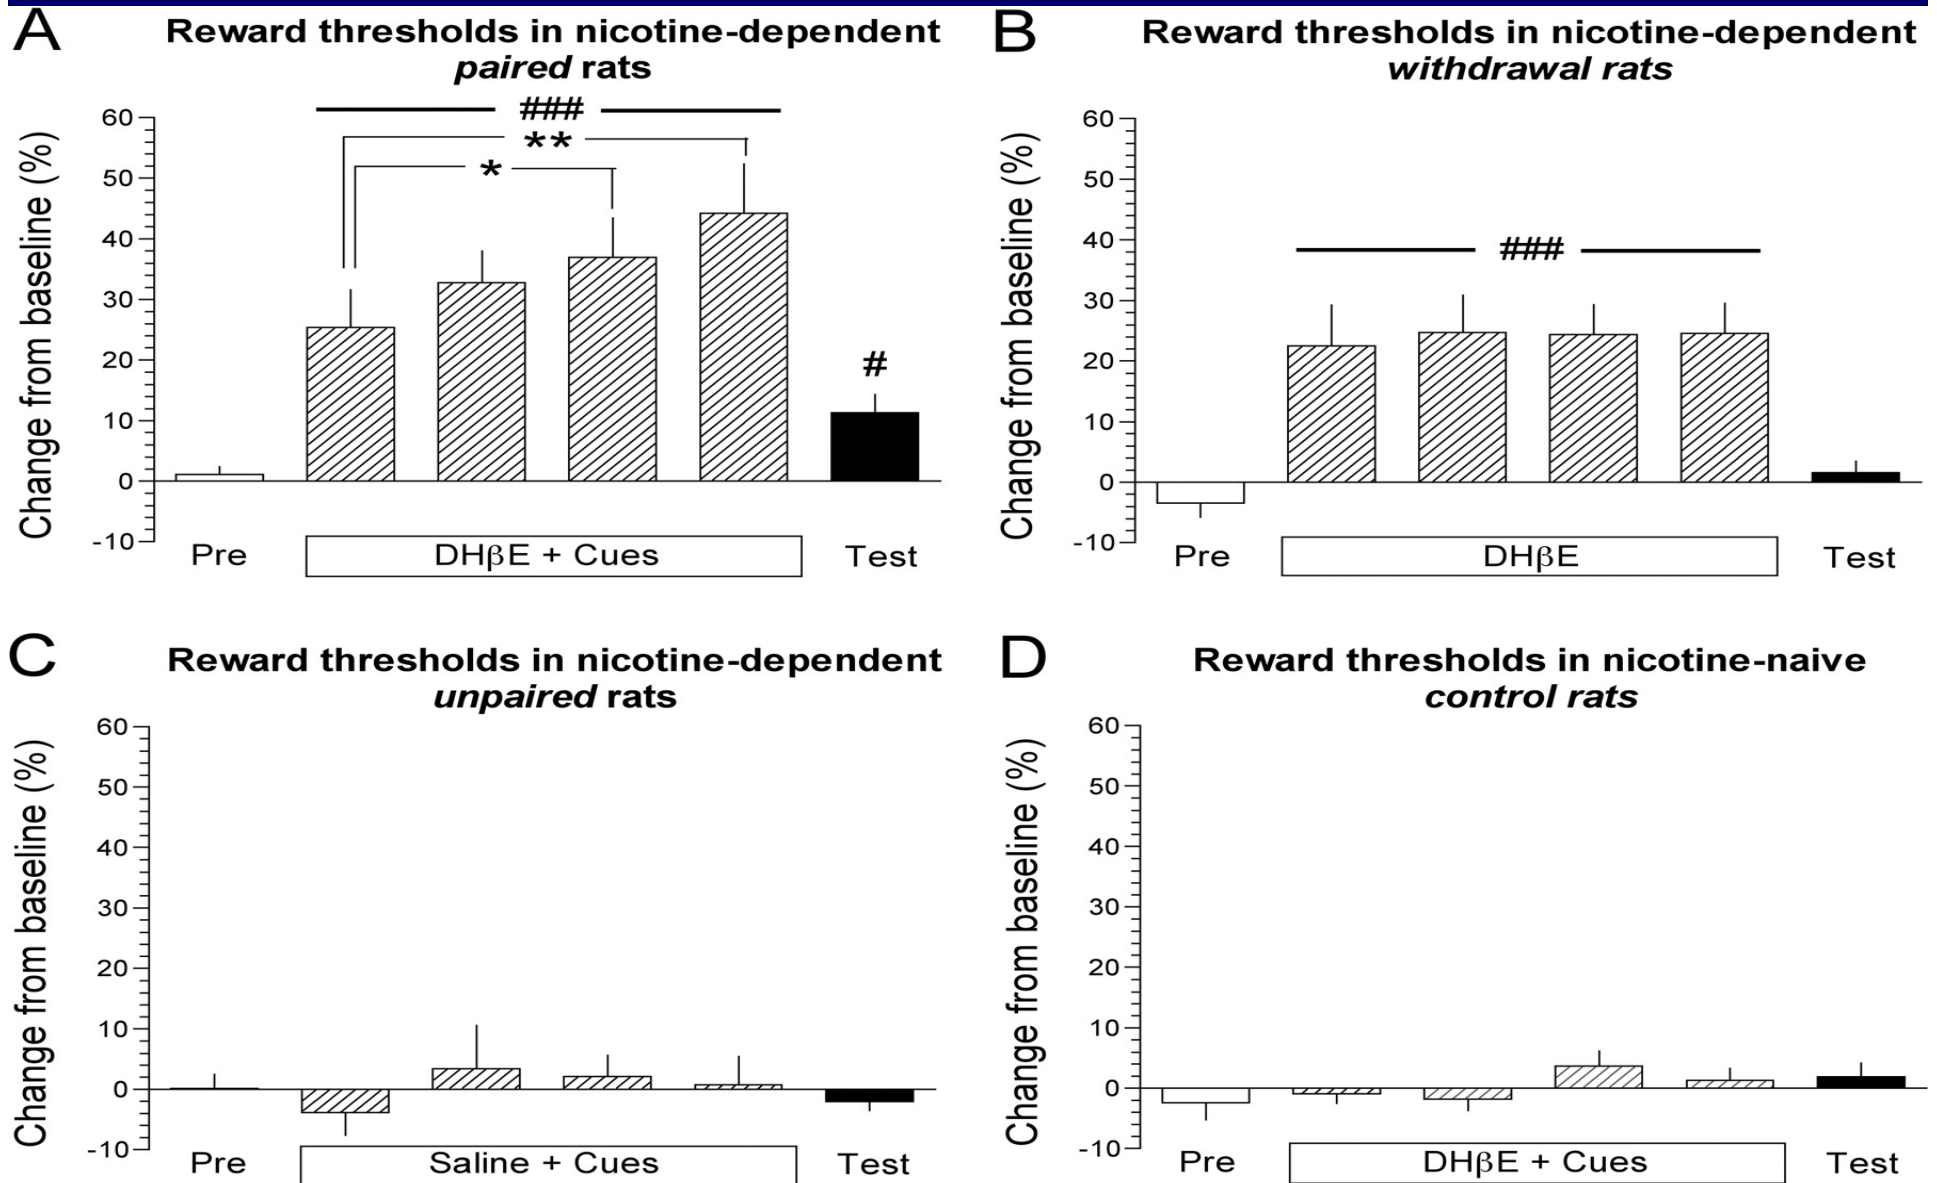 A
Reward thresholds in nicotine-dependent
paired rats
Change from baseline (%)
60
50
40
30
20
10
0
-10
###
**
*
#
Pre
DHβE + Cues
Test
B
Reward thresholds in nicotine-dependent
withdrawal rats
Change from baseline (%)
60
50
40
30
20
10
0
-10
###
Pre
DHβE
Test
C
Reward thresholds in nicotine-dependent
unpaired rats
Change from baseline (%)
60
50
40
30
20
10
0
-10
Pre
Saline + Cues
Test
D
Reward thresholds in nicotine-naive
control rats
Change from baseline (%)
60
50
40
30
20
10
0
-10
Pre
DHβE + Cues
Test